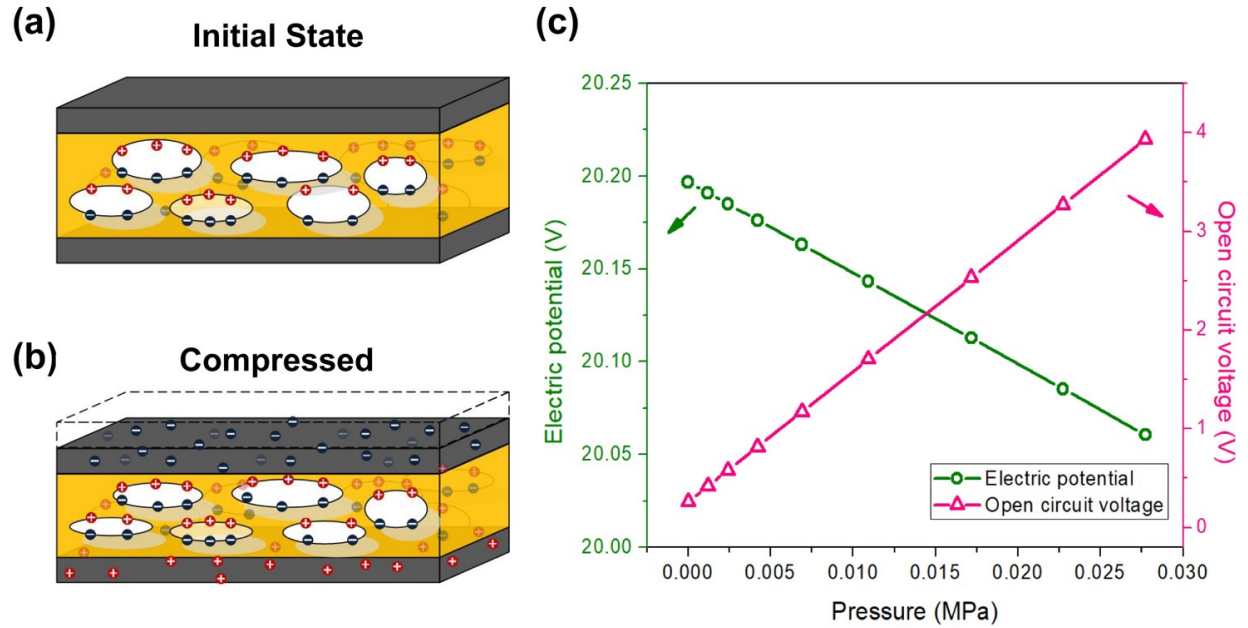 (a)
Initial State
(b)
Compressed
(c)
Electric potential (V)
20.25
20.20
20.15
20.10
20.05
20.00
0.000 0.005 0.010 0.015 0.020 0.025 0.030
Pressure (MPa)
4
3
2
1
0
Open circuit voltage (V)
Electric potential
Open circuit voltage